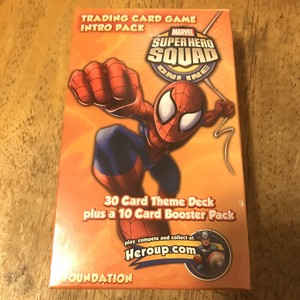 TRADING CARD GAME
INTRO PACK
MARVEL
SUPER HERO
SQUAD
ONLINE
30 Card Theme Deck
plus a 10 Card Booster Pack
play, compete and collect at
Heroup.com
FOUNDATION